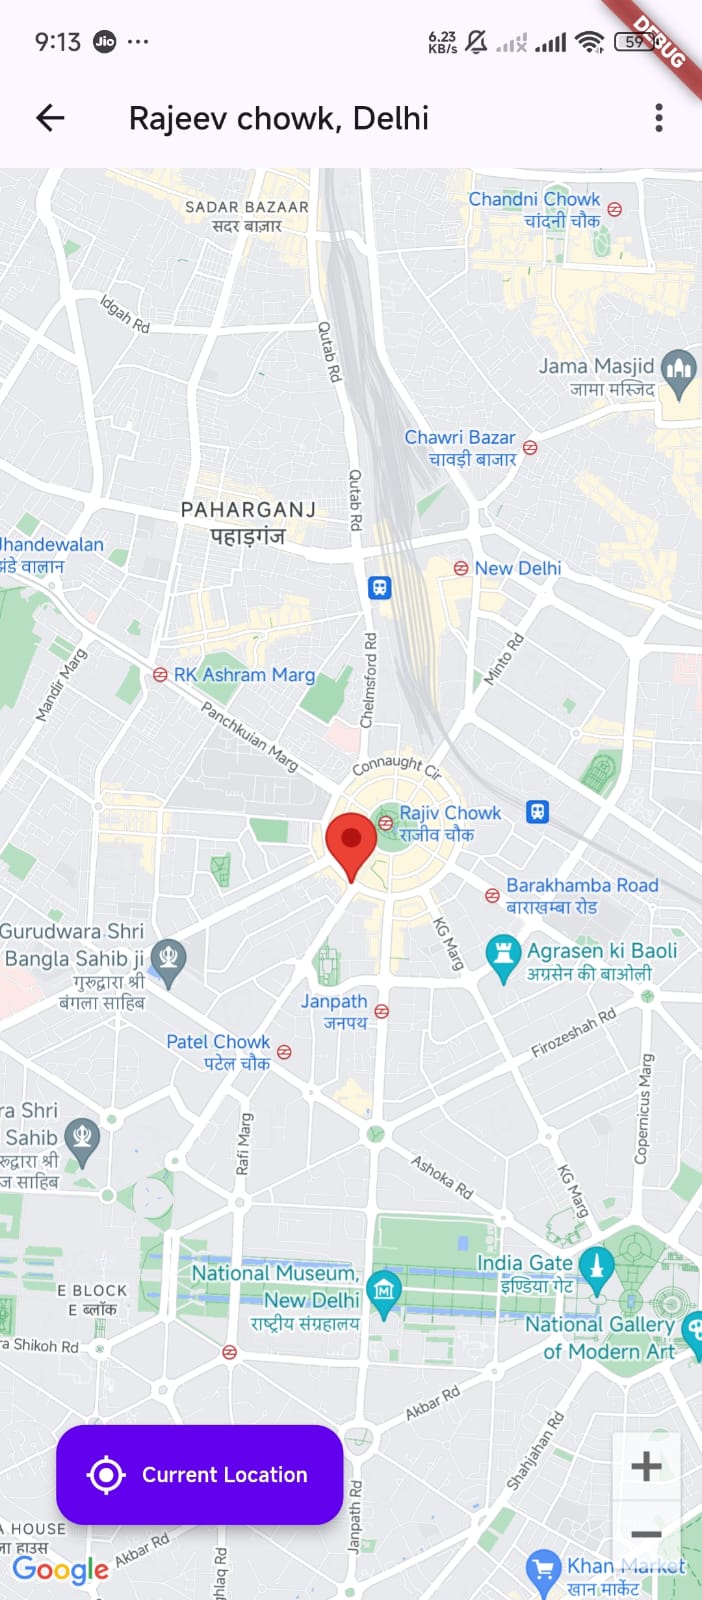 9:13 Jio ... 6.23 KB/s 59
DEBUG
Rajeev chowk, Delhi
SADAR BAZAAR
सदर बाज़ार
Chandni Chowk
चांदनी चौक
Idgah Rd
Qutab Rd
Jama Masjid
जामा मस्जिद
Chawri Bazar
चावड़ी बाजार
Qutab Rd
PAHARGANJ
पहाड़गंज
Jhandewalan
झंडे वालान
New Delhi
Chelmsford Rd
Minto Rd
Mandir Marg
RK Ashram Marg
Panchkuian Marg
Connaught Cir
Rajiv Chowk
राजीव चौक
Barakhamba Road
बाराखम्बा रोड
KG Marg
Gurudwara Shri
Bangla Sahib ji
गुरूद्वारा श्री
बंगला साहिब
Agrasen ki Baoli
अग्रसेन की बाओली
Janpath
जनपथ
Firozeshah Rd
Patel Chowk
पटेल चौक
Copernicus Marg
ra Shri
Sahib
रूद्वारा श्री
ज साहिब
Rafi Marg
Ashoka Rd
KG Marg
National Museum,
New Delhi
राष्ट्रीय संग्रहालय
India Gate
इण्डिया गेट
E BLOCK
E ब्लॉक
National Gallery
of Modern Art
ra Shikoh Rd
Akbar Rd
Shahjahan Rd
Current Location
+
−
Janpath Rd
A HOUSE
ला हाउस
Akbar Rd
ghlaq Rd
Google
Khan Market
खान मार्केट